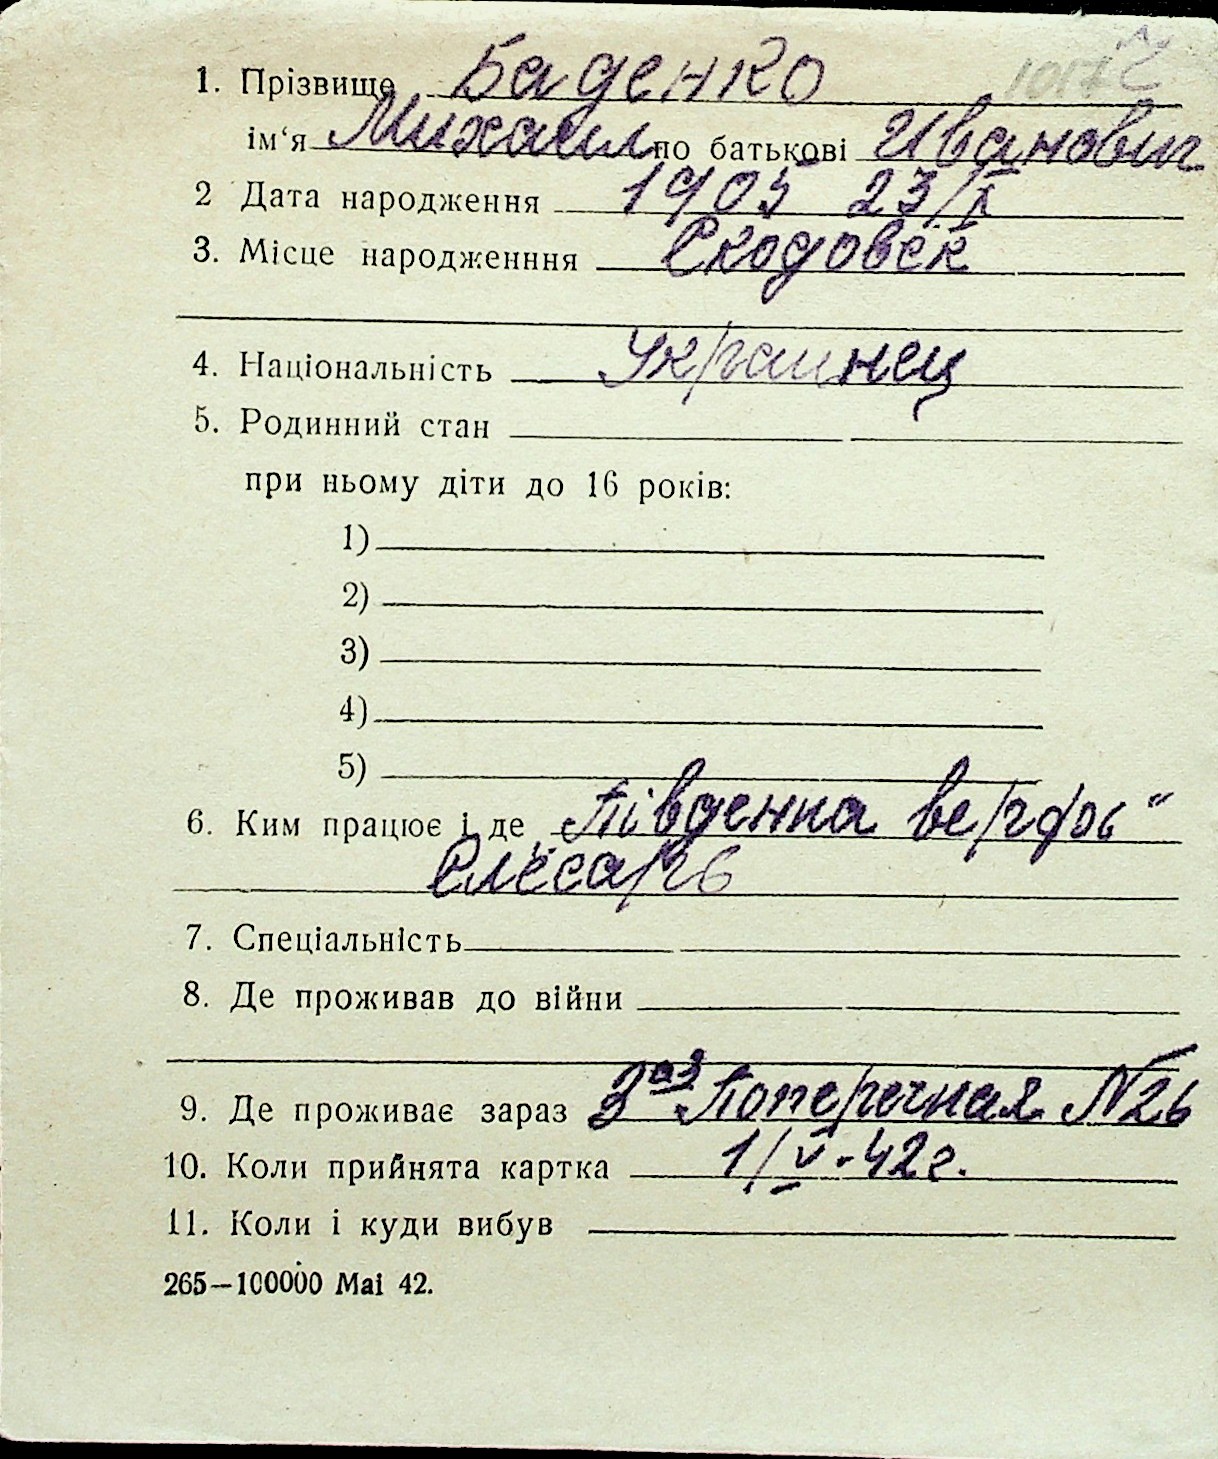 1. Прізвище Баденко
ім‘я Михаил по батькові Иванович
2 Дата народження 1905 23/X
3. Місце народженння Скодовск
4. Національність Украинец
5. Родинний стан
при ньому діти до 16 років:
1)
2)
3)
4)
5)
6. Ким працює і де „Південна верфь“
Слесарь
7. Спеціальність
8. Де проживав до війни
9. Де проживає зараз 3ая Поперечная №26
10. Коли прийнята картка 1/V-42г.
11. Коли і куди вибув
265—100000 Mai 42.